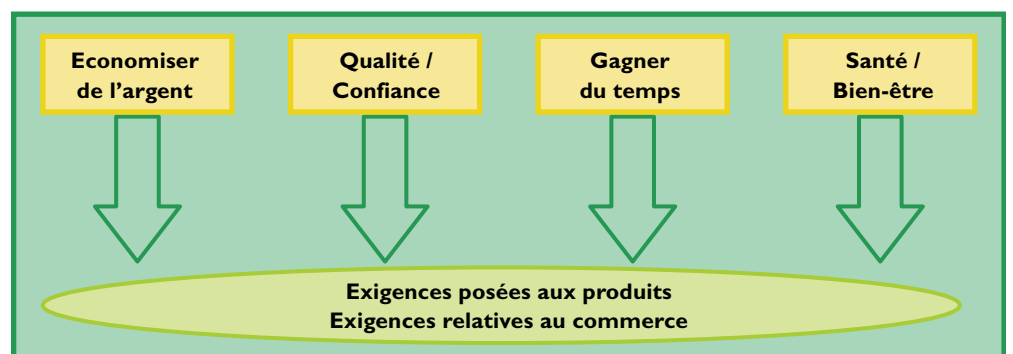 Economiser
de l’argent
Qualité /
Confiance
Gagner
du temps
Santé /
Bien-être
Exigences posées aux produits
Exigences relatives au commerce